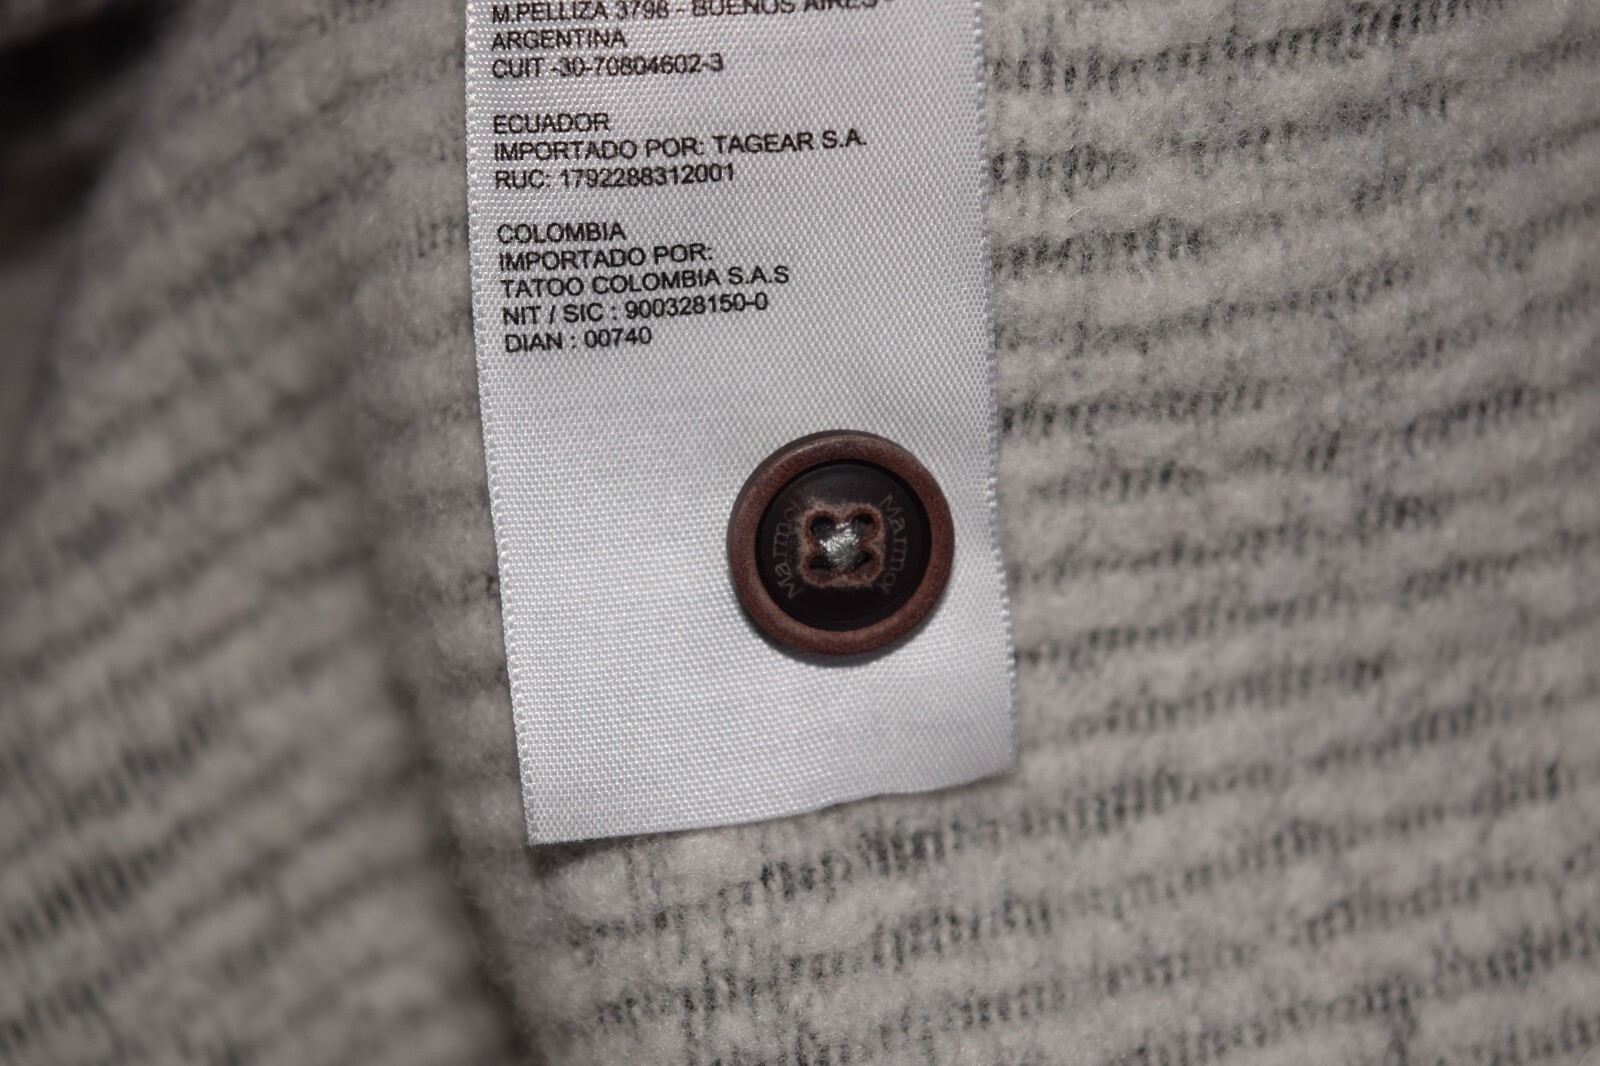 M.PELLIZA 3798 - BUENOS AIRES -
ARGENTINA
CUIT -30-70804602-3
ECUADOR
IMPORTADO POR: TAGEAR S.A.
RUC: 1792288312001
COLOMBIA
IMPORTADO POR:
TATOO COLOMBIA S.A.S
NIT / SIC : 900328150-0
DIAN : 00740
Marmot
Marmot